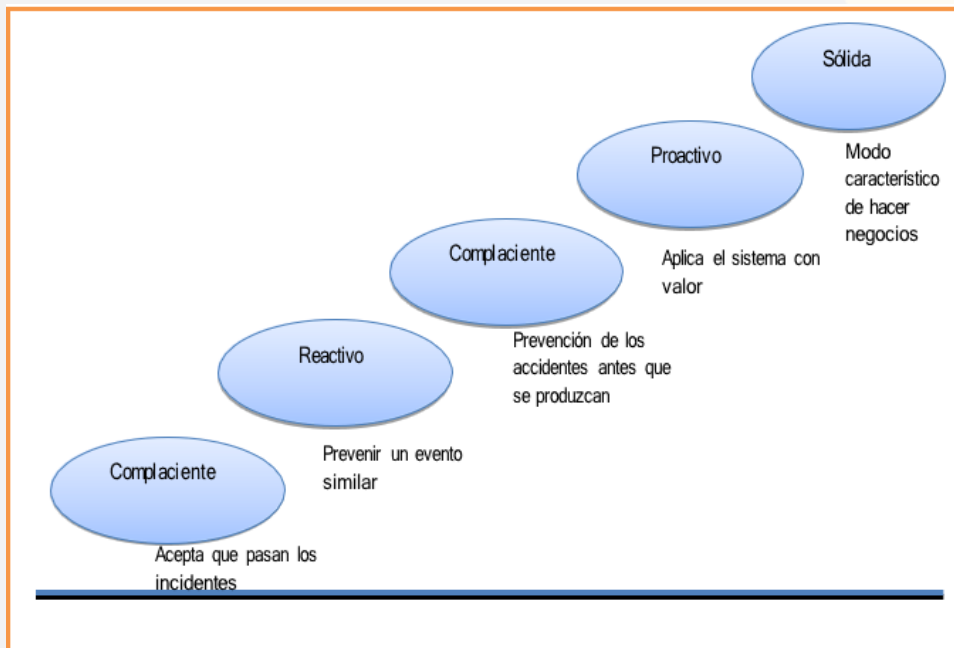 Sólida
Modo
característico
de hacer
negocios
Proactivo
Aplica el sistema con
valor
Complaciente
Prevención de los
accidentes antes que
se produzcan
Reactivo
Prevenir un evento
similar
Complaciente
Acepta que pasan los
incidentes